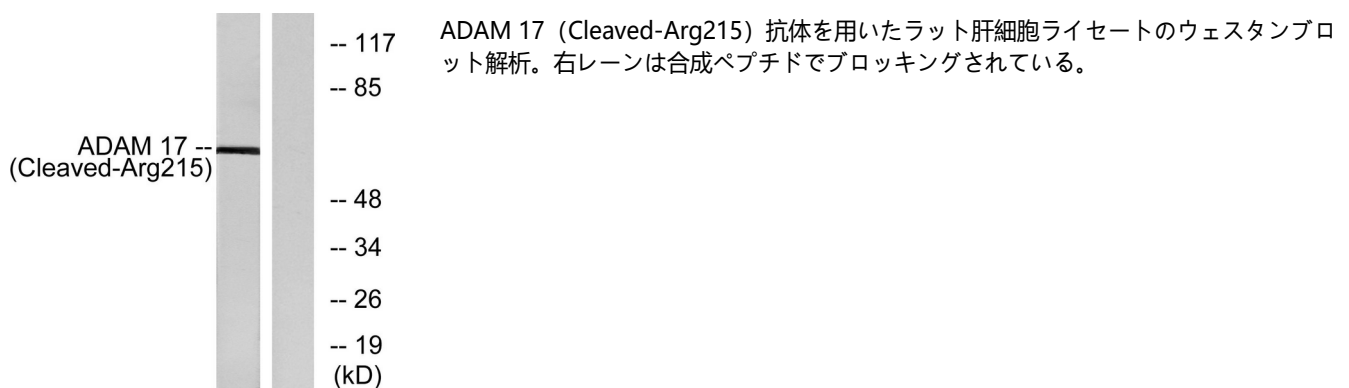 ADAM 17 --
(Cleaved-Arg215)
-- 117
-- 85
-- 48
-- 34
-- 26
-- 19
(kD)
ADAM 17（Cleaved-Arg215）抗体を用いたラット肝細胞ライセートのウェスタンブロ
ット解析。右レーンは合成ペプチドでブロッキングされている。